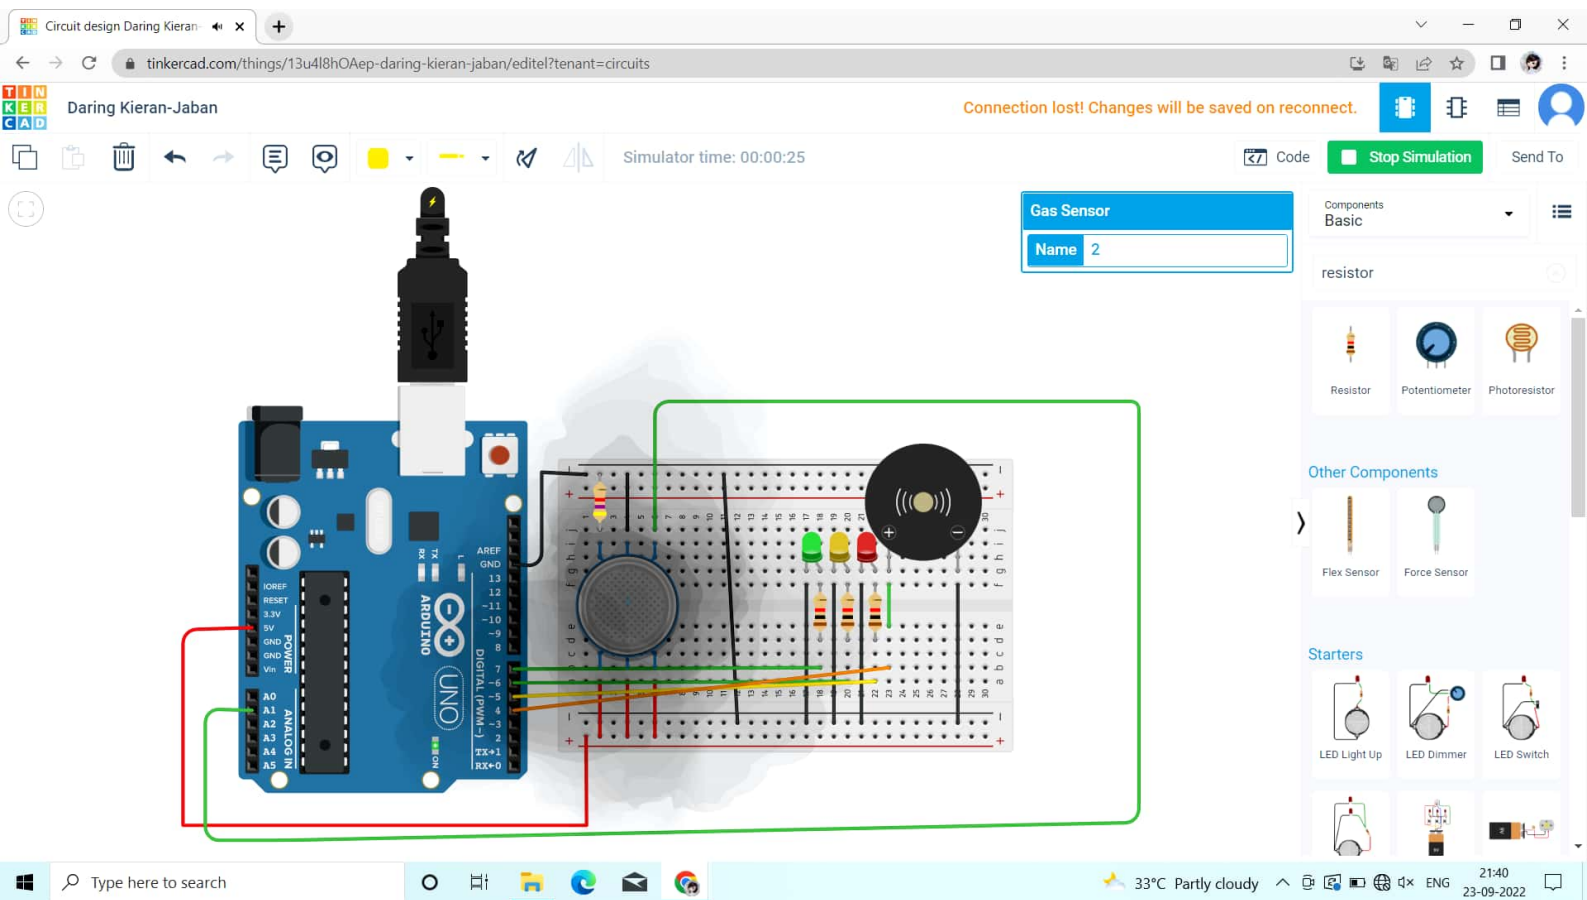 Circuit design Daring Kieran-
tinkercad.com/things/13u4l8hOAep-daring-kieran-jaban/editel?tenant=circuits
TIN
KER
CAD
Daring Kieran-Jaban
Connection lost! Changes will be saved on reconnect.
Simulator time: 00:00:25
Code
Stop Simulation
Send To
Gas Sensor
Name 2
Components
Basic
resistor
Resistor Potentiometer Photoresistor
Other Components
Flex Sensor Force Sensor
Starters
LED Light Up LED Dimmer LED Switch
AREF
GND
13
12
~11
~10
~9
8
7
~6
~5
4
~3
2
TX→1
RX←0
DIGITAL (PWM~)
IOREF
RESET
3.3V
5V
GND
GND
Vin
POWER
A0
A1
A2
A3
A4
A5
ANALOG IN
RX
TX
L
ARDUINO
UNO
ON
Type here to search
33°C Partly cloudy
ENG
21:40
23-09-2022